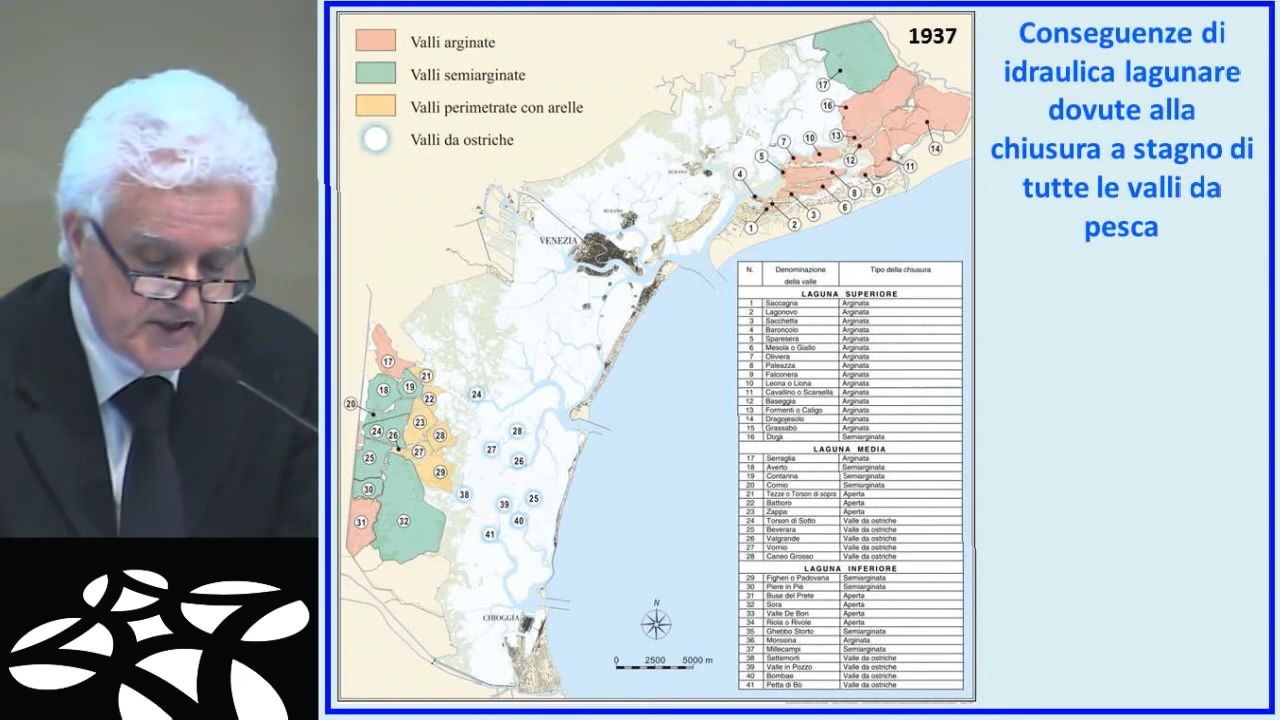 1937
Valli arginate
Valli semiarginate
Valli perimetrate con arelle
Valli da ostriche
Conseguenze di
idraulica lagunare
dovute alla
chiusura a stagno di
tutte le valli da
pesca
VENEZIA
CHIOGGIA
BURANO
MURANO
N
0 2500 5000 m
N. Denominazione della valle Tipo della chiusura
LAGUNA SUPERIORE
1 Saccagna Arginata
2 Lagonovo Arginata
3 Sacchetta Arginata
4 Baroncolo Arginata
5 Sparesera Arginata
6 Mesola o Giallo Arginata
7 Oliviera Arginata
8 Paleazza Arginata
9 Falconera Arginata
10 Leona o Liona Arginata
11 Cavallino o Scarsella Arginata
12 Baseggia Arginata
13 Formenti o Caligo Arginata
14 Dragojesolo Arginata
15 Grassabò Arginata
16 Dogà Semiarginata
LAGUNA MEDIA
17 Serraglia Arginata
18 Averto Semiarginata
19 Contarina Semiarginata
20 Cornio Semiarginata
21 Tezze o Torson di sopra Aperta
22 Battioro Aperta
23 Zappa Aperta
24 Torson di Sotto Valle da ostriche
25 Beverara Valle da ostriche
26 Valgrande Valle da ostriche
27 Vornio Valle da ostriche
28 Caneo Grosso Valle da ostriche
LAGUNA INFERIORE
29 Figheri o Padovana Semiarginata
30 Piere in Piè Semiarginata
31 Buse del Prete Aperta
32 Sora Aperta
33 Valle De Bon Aperta
34 Riola o Rivole Aperta
35 Ghebbo Storto Semiarginata
36 Morosina Arginata
37 Millecampi Semiarginata
38 Settemorti Valle da ostriche
39 Valle in Pozzo Valle da ostriche
40 Bombae Valle da ostriche
41 Petta di Bò Valle da ostriche